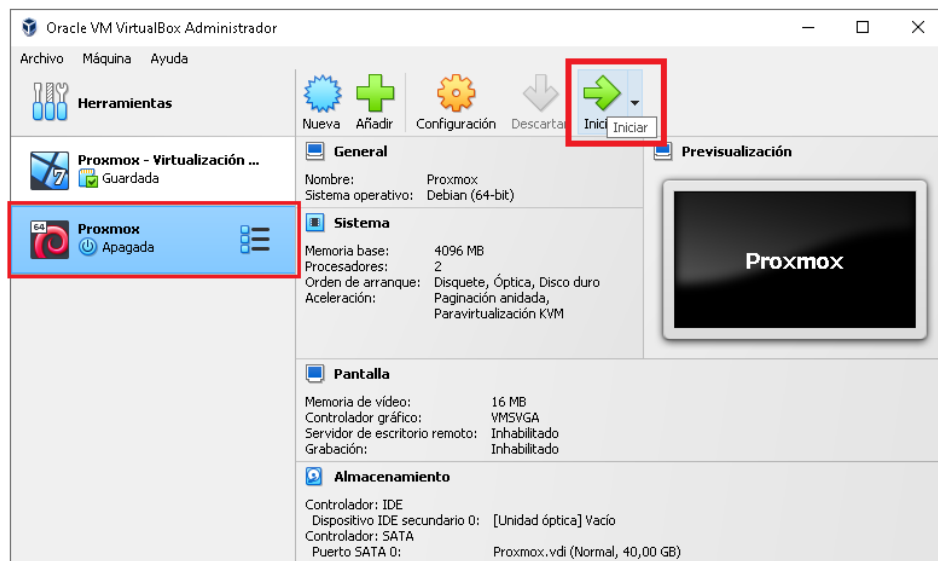 Oracle VM VirtualBox Administrador
Archivo Máquina Ayuda
Herramientas
Nueva Añadir Configuración Descartar Inici
Iniciar
Proxmox - Virtualización ...
Guardada
64
Proxmox
Apagada
General
Nombre: Proxmox
Sistema operativo: Debian (64-bit)
Sistema
Memoria base: 4096 MB
Procesadores: 2
Orden de arranque: Disquete, Óptica, Disco duro
Aceleración: Paginación anidada,
Paravirtualización KVM
Previsualización
Proxmox
Pantalla
Memoria de vídeo: 16 MB
Controlador gráfico: VMSVGA
Servidor de escritorio remoto: Inhabilitado
Grabación: Inhabilitado
Almacenamiento
Controlador: IDE
Dispositivo IDE secundario 0: [Unidad óptica] Vacío
Controlador: SATA
Puerto SATA 0: Proxmox.vdi (Normal, 40,00 GB)